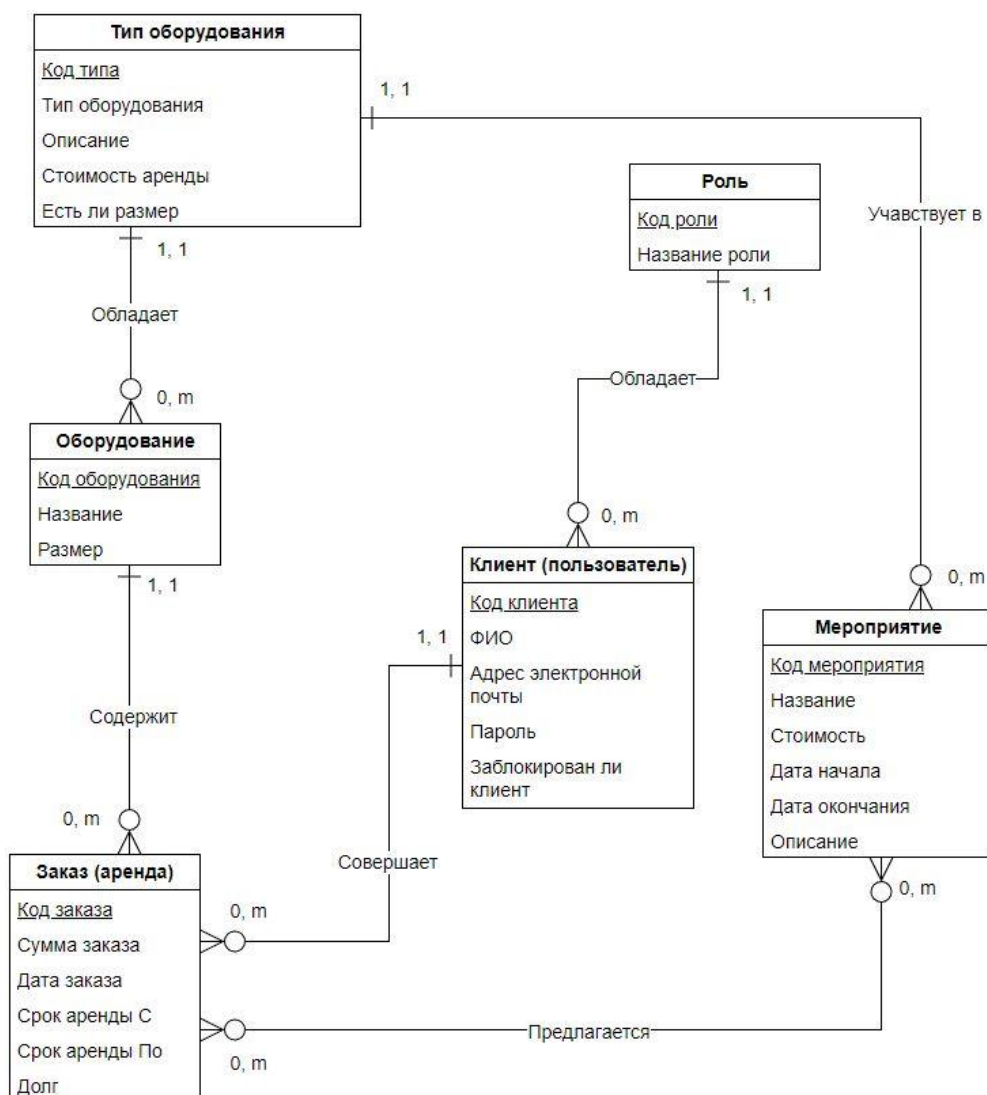 Тип оборудования
Код типа
Тип оборудования
Описание
Стоимость аренды
Есть ли размер
1, 1
1, 1
Обладает
0, m
Роль
Код роли
Название роли
1, 1
Обладает
0, m
Учавствует в
0, m
Оборудование
Код оборудования
Название
Размер
1, 1
Содержит
0, m
Клиент (пользователь)
Код клиента
ФИО
Адрес электронной
почты
Пароль
Заблокирован ли
клиент
1, 1
Совершает
0, m
Мероприятие
Код мероприятия
Название
Стоимость
Дата начала
Дата окончания
Описание
0, m
Заказ (аренда)
Код заказа
Сумма заказа
Дата заказа
Срок аренды С
Срок аренды По
Долг
Предлагается
0, m